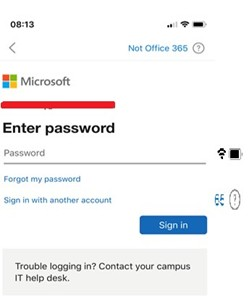 08:13
Not Office 365 ?
Microsoft
Enter password
Password
Forgot my password
Sign in with another account
Sign in
Trouble logging in? Contact your campus
IT help desk.